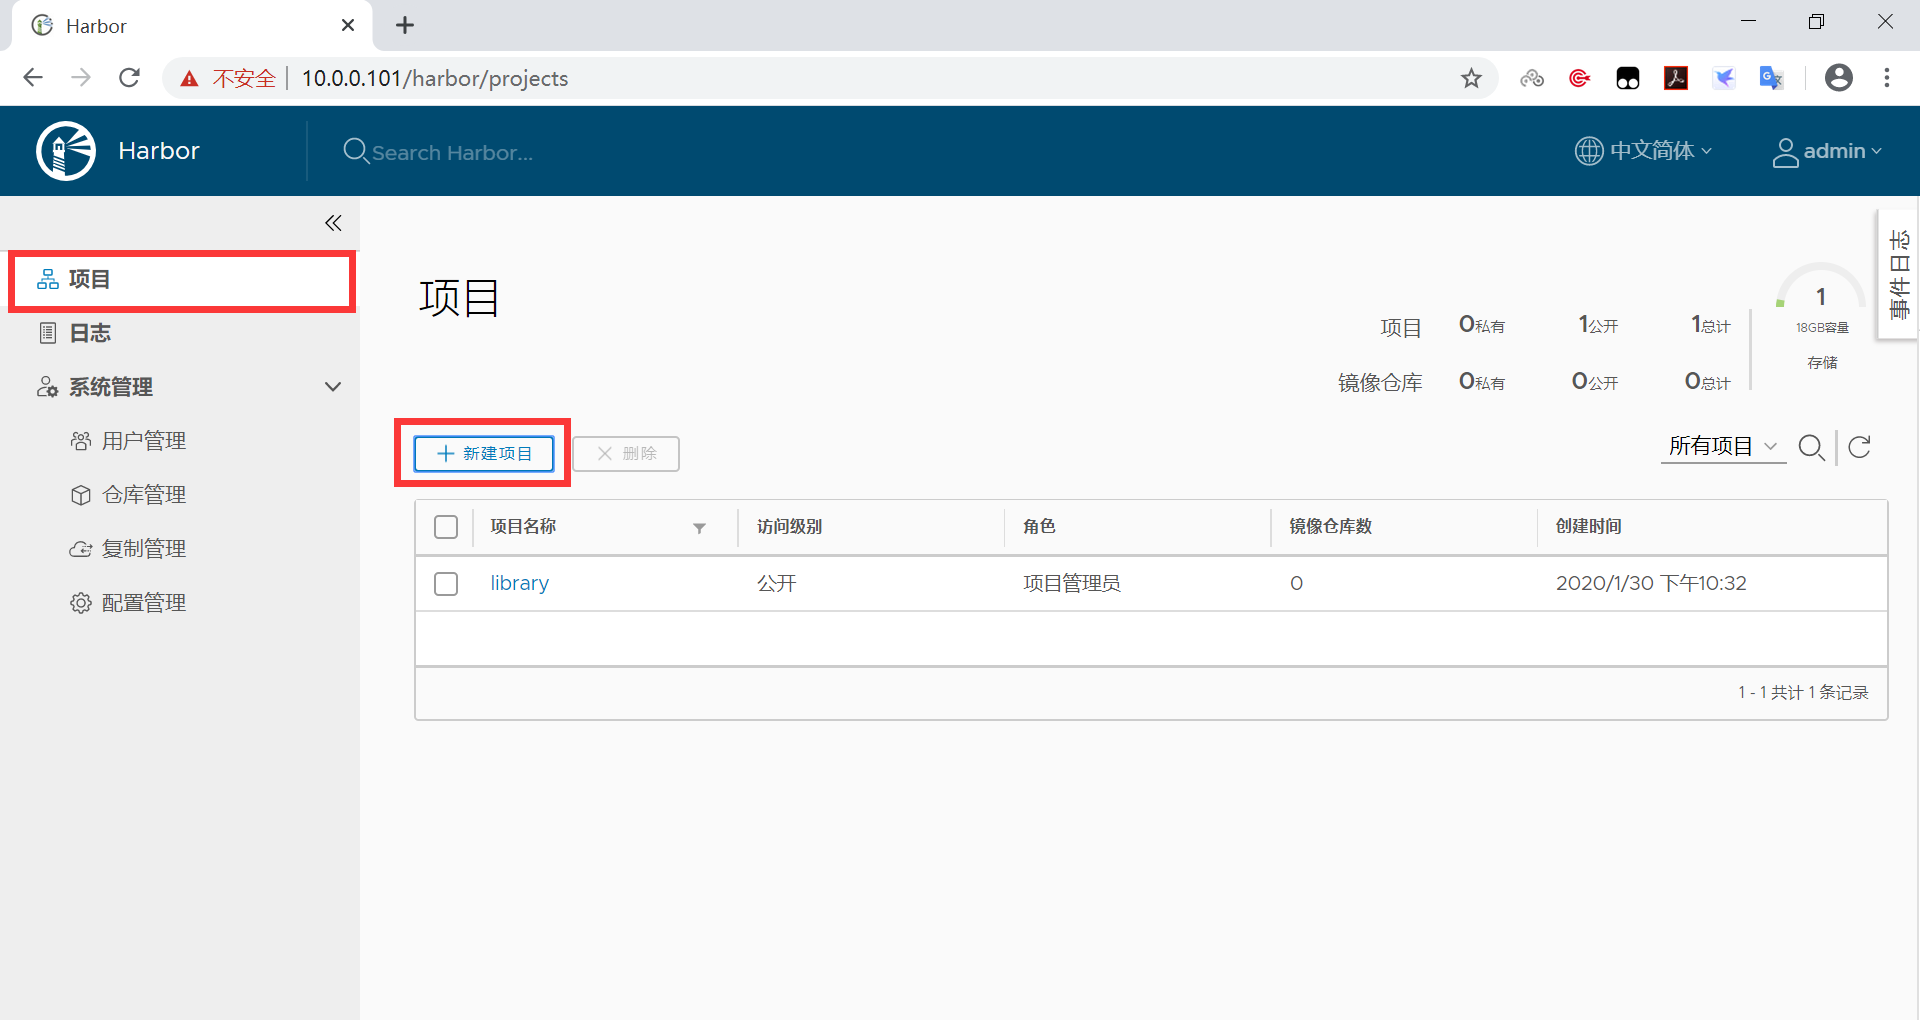 Harbor
不安全
10.0.0.101/harbor/projects
Harbor
Search Harbor...
中文简体
admin
项目
日志
系统管理
用户管理
仓库管理
复制管理
配置管理
项目
项目 0私有 1公开 1总计
镜像仓库 0私有 0公开 0总计
1
18GB容量
存储
事件日志
新建项目
删除
所有项目
项目名称 访问级别 角色 镜像仓库数 创建时间
library 公开 项目管理员 0 2020/1/30 下午10:32
1 - 1 共计 1 条记录